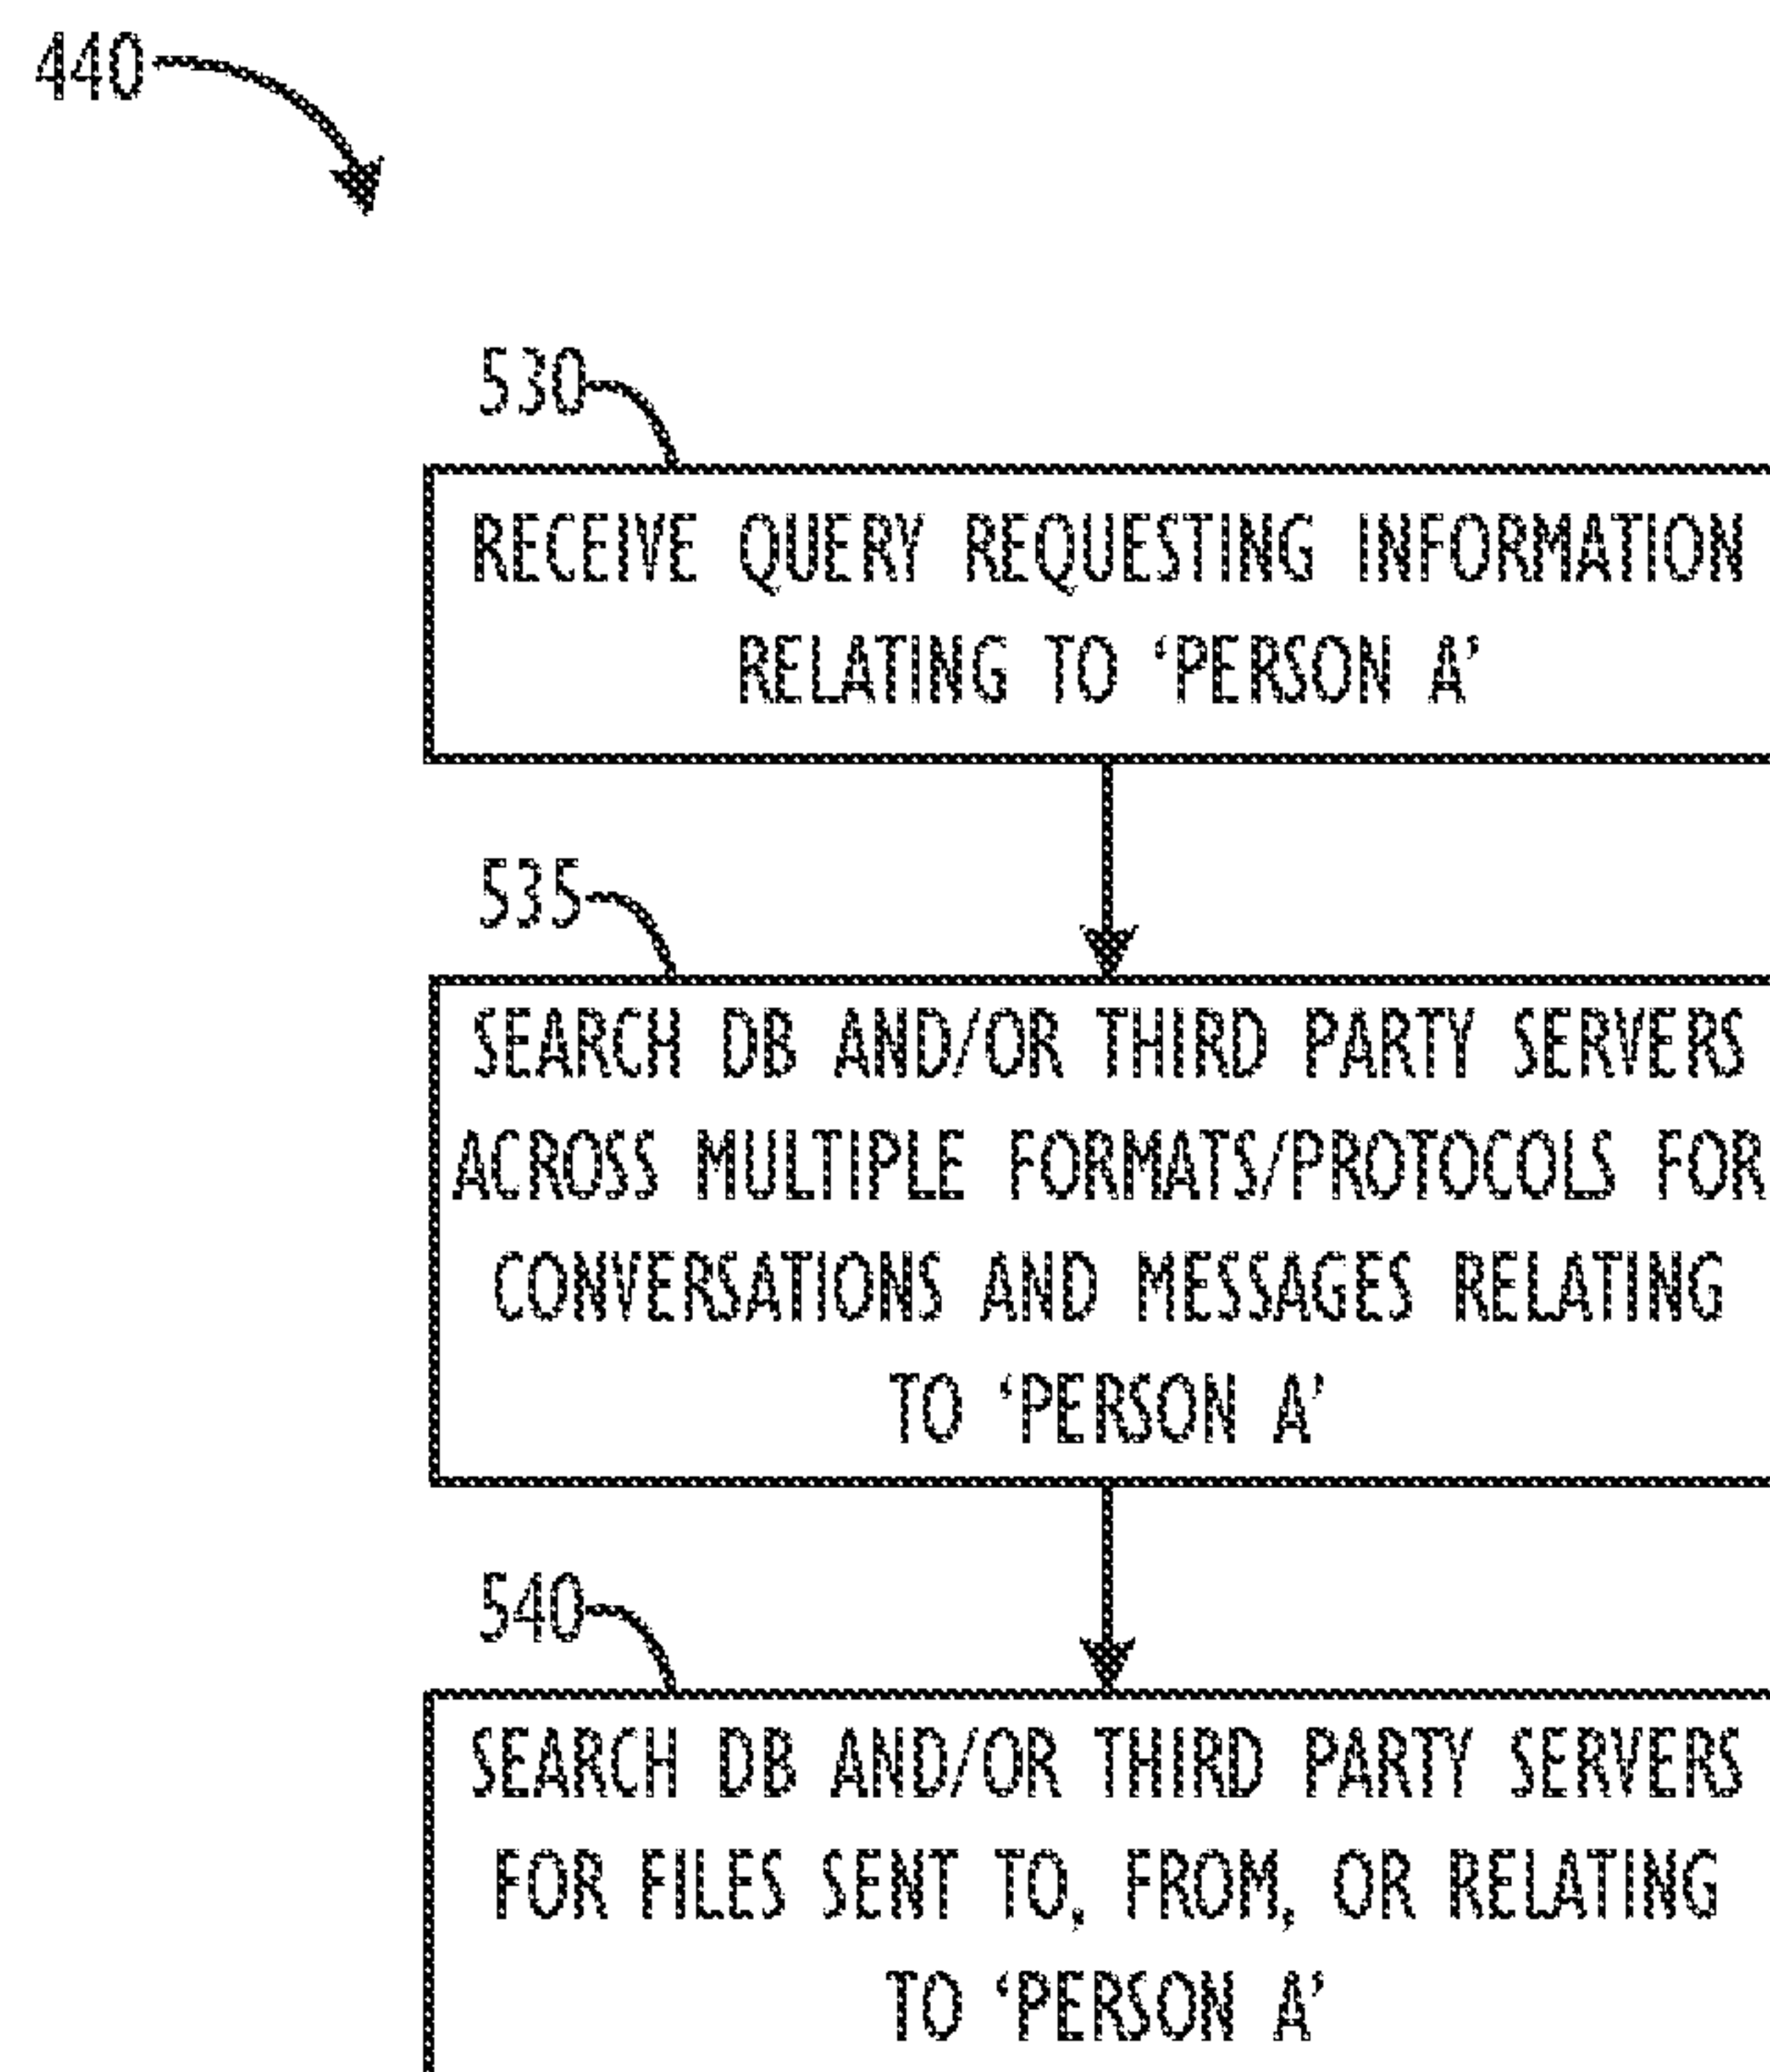 440
530
RECEIVE QUERY REQUESTING INFORMATION
RELATING TO ‘PERSON A’
535
SEARCH DB AND/OR THIRD PARTY SERVERS
ACROSS MULTIPLE FORMATS/PROTOCOLS FOR
CONVERSATIONS AND MESSAGES RELATING
TO ‘PERSON A’
540
SEARCH DB AND/OR THIRD PARTY SERVERS
FOR FILES SENT TO, FROM, OR RELATING
TO ‘PERSON A’